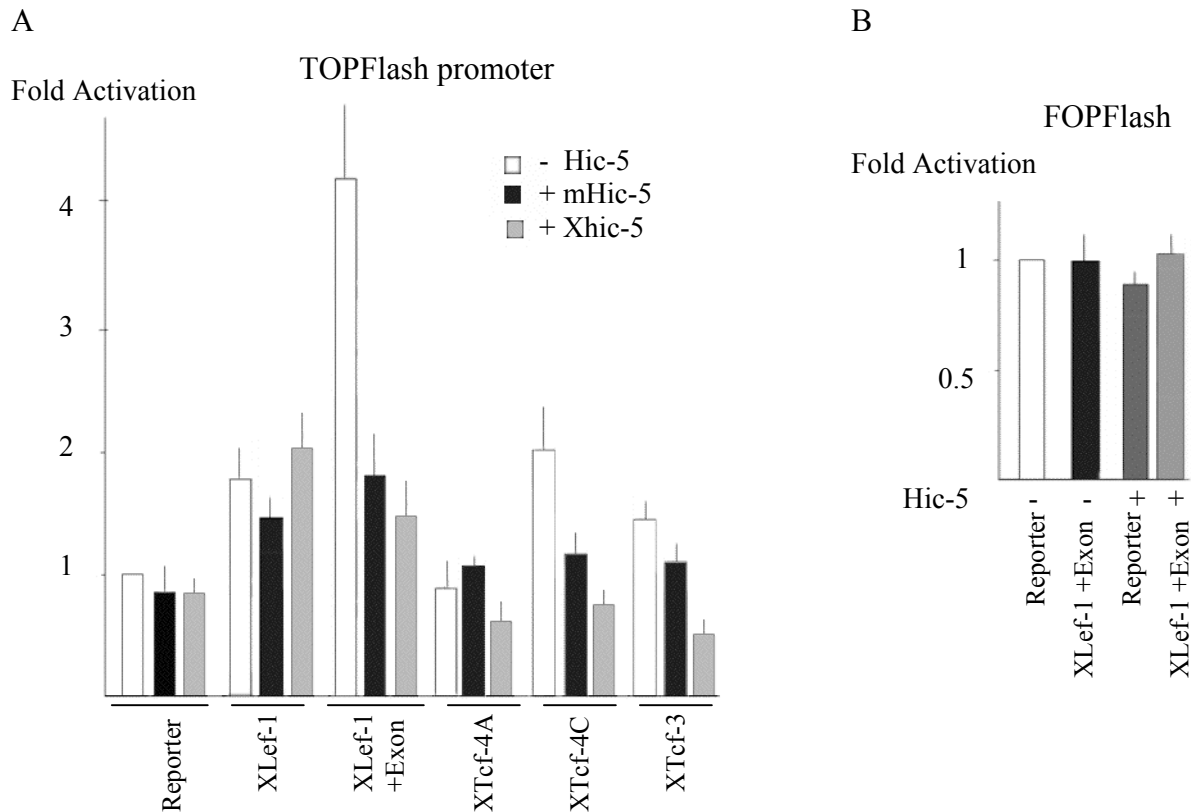 A
TOPFlash promoter
Fold Activation
- Hic-5
+ mHic-5
+ Xhic-5
4
3
2
1
Reporter
XLef-1
XLef-1
+Exon
XTcf-4A
XTcf-4C
XTcf-3
B
FOPFlash
Fold Activation
1
0.5
Hic-5
Reporter -
XLef-1 +Exon -
Reporter +
XLef-1 +Exon +